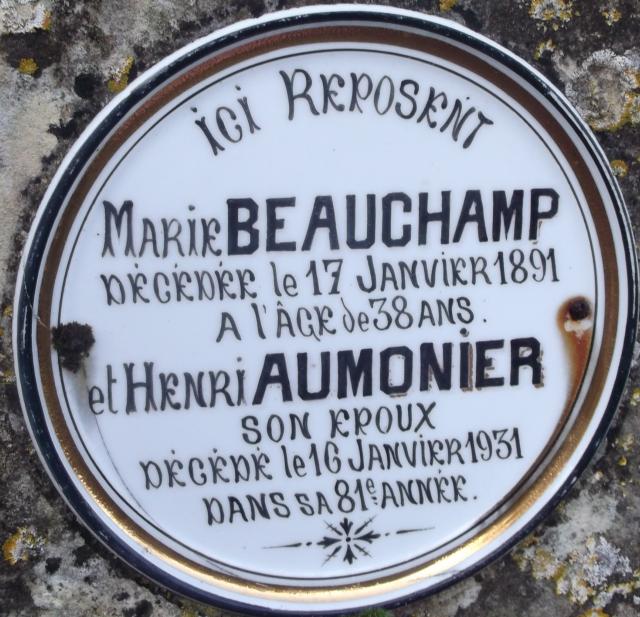 ICI REPOSENT
MARIE BEAUCHAMP
DÉCÉDÉE le 17 JANVIER 1891
A l'ÂGE de 38 ANS.
et HENRI AUMONIER
SON EPOUX
DÉCÉDÉ le 16 JANVIER 1931
DANS SA 81e ANNÉE.